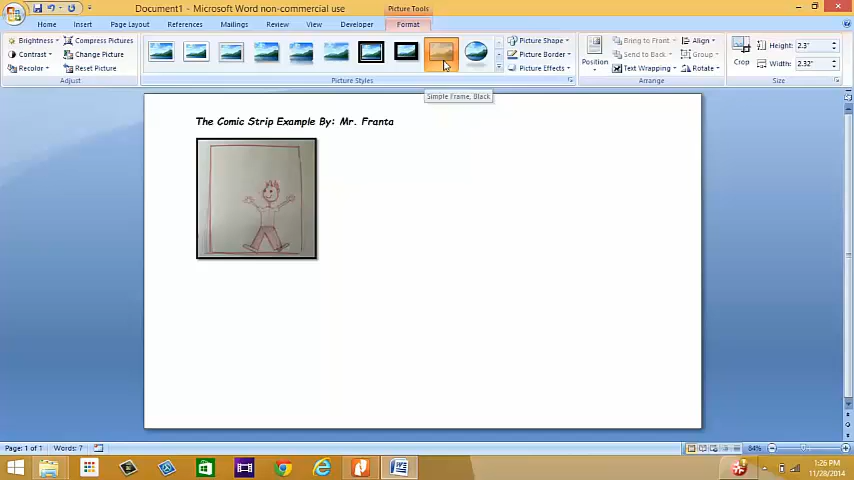 Document1 - Microsoft Word non-commercial use
Picture Tools
Home Insert Page Layout References Mailings Review View Developer Format
Brightness Compress Pictures
Contrast Change Picture
Recolor Reset Picture
Adjust
Picture Styles
Picture Shape
Picture Border
Picture Effects
Position
Bring to Front
Send to Back
Text Wrapping
Align
Group
Rotate
Arrange
Crop
Height: 2.3"
Width: 2.32"
Size
Simple Frame, Black
The Comic Strip Example By: Mr. Franta
Page: 1 of 1 Words: 7
84%
1:26 PM
11/28/2014